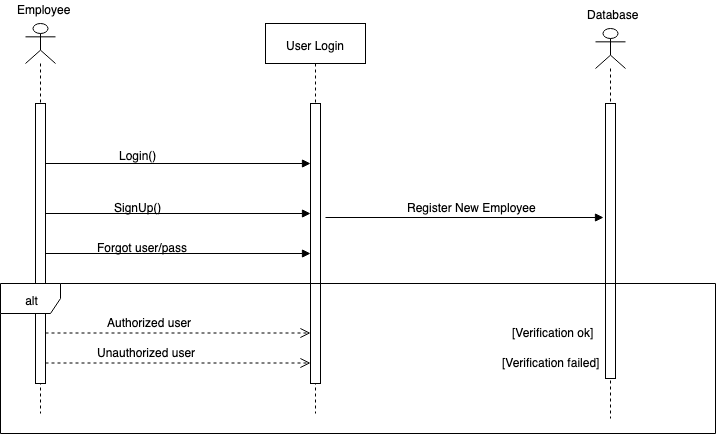 Employee
Database
User Login
Login()
SignUp()
Register New Employee
Forgot user/pass
alt
Authorized user
[Verification ok]
Unauthorized user
[Verification failed]